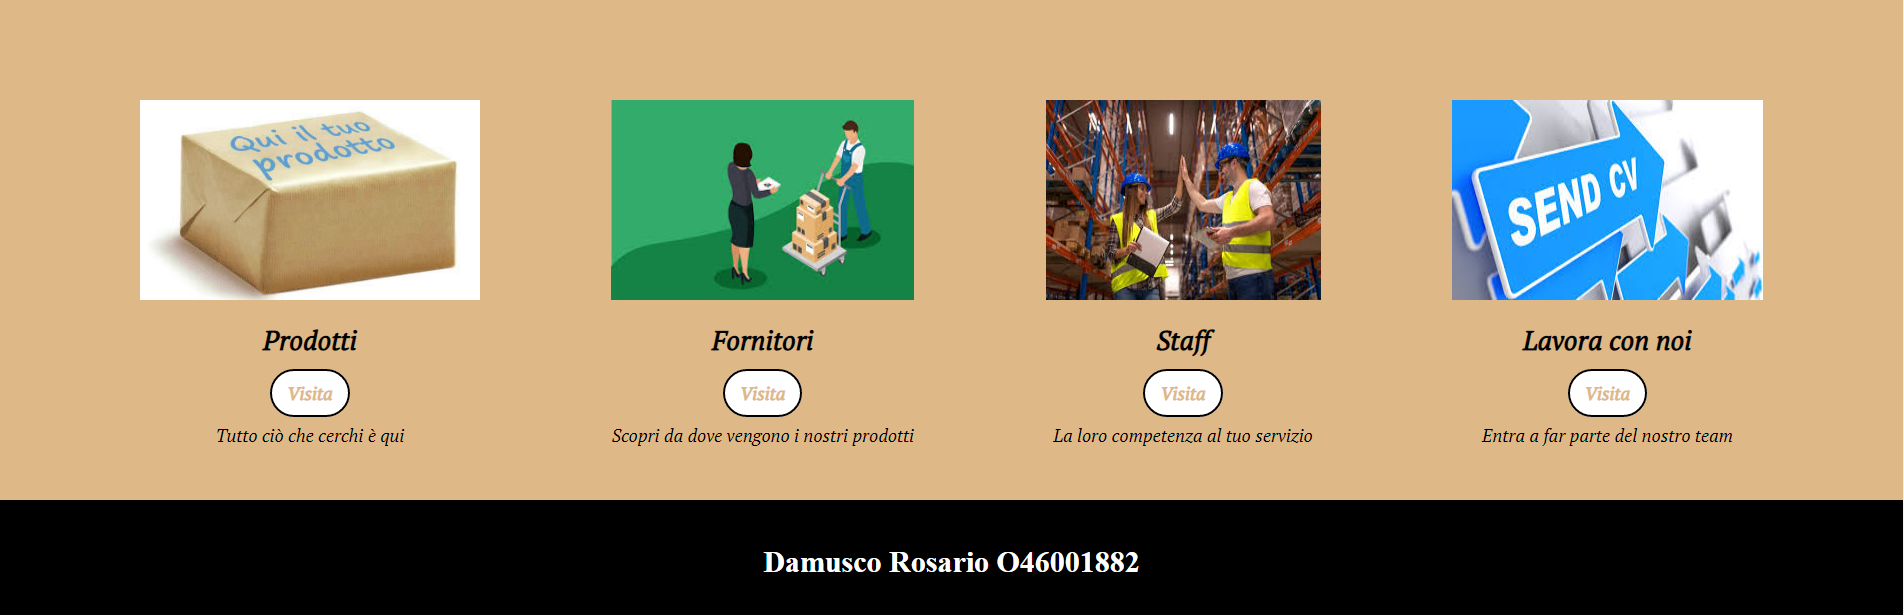 Qui il tuo
prodotto
SEND CV
Prodotti
Fornitori
Staff
Lavora con noi
Visita
Visita
Visita
Visita
Tutto ciò che cerchi è qui
Scopri da dove vengono i nostri prodotti
La loro competenza al tuo servizio
Entra a far parte del nostro team
Damusco Rosario O46001882